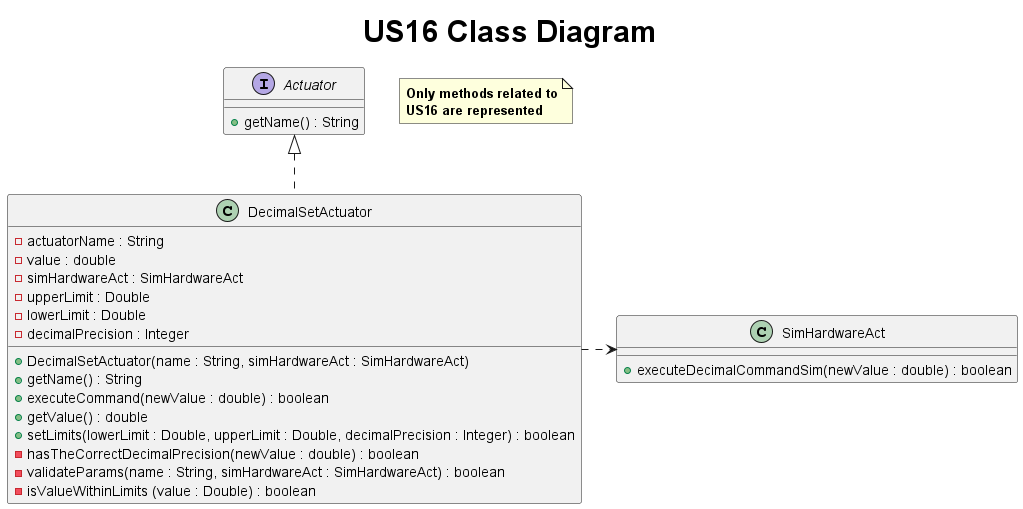 US16 Class Diagram
I Actuator
getName() : String
Only methods related to
US16 are represented
C DecimalSetActuator
actuatorName : String
value : double
simHardwareAct : SimHardwareAct
upperLimit : Double
lowerLimit : Double
decimalPrecision : Integer
DecimalSetActuator(name : String, simHardwareAct : SimHardwareAct)
getName() : String
executeCommand(newValue : double) : boolean
getValue() : double
setLimits(lowerLimit : Double, upperLimit : Double, decimalPrecision : Integer) : boolean
hasTheCorrectDecimalPrecision(newValue : double) : boolean
validateParams(name : String, simHardwareAct : SimHardwareAct) : boolean
isValueWithinLimits (value : Double) : boolean
C SimHardwareAct
executeDecimalCommandSim(newValue : double) : boolean